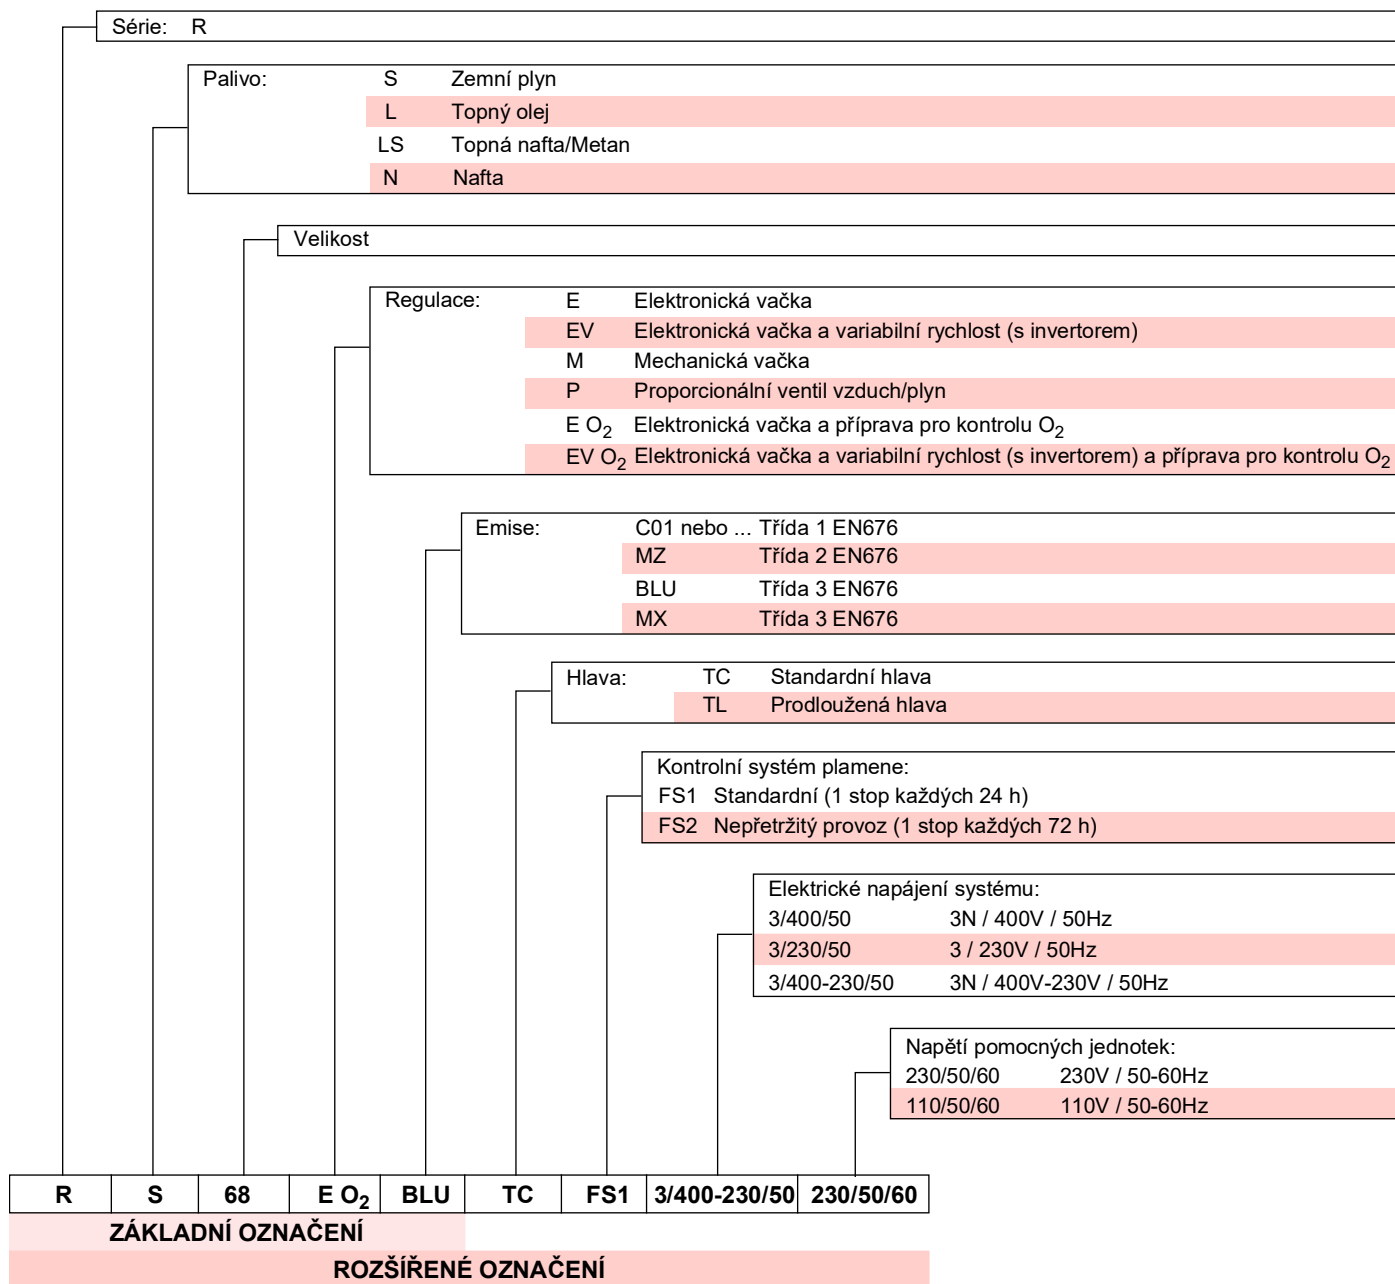 Série: R
Palivo: S Zemní plyn
L Topný olej
LS Topná nafta/Metan
N Nafta
Velikost
Regulace: E Elektronická vačka
EV Elektronická vačka a variabilní rychlost (s invertorem)
M Mechanická vačka
P Proporcionální ventil vzduch/plyn
E O2 Elektronická vačka a příprava pro kontrolu O2
EV O2 Elektronická vačka a variabilní rychlost (s invertorem) a příprava pro kontrolu O2
Emise: C01 nebo ... Třída 1 EN676
MZ Třída 2 EN676
BLU Třída 3 EN676
MX Třída 3 EN676
Hlava: TC Standardní hlava
TL Prodloužená hlava
Kontrolní systém plamene:
FS1 Standardní (1 stop každých 24 h)
FS2 Nepřetržitý provoz (1 stop každých 72 h)
Elektrické napájení systému:
3/400/50 3N / 400V / 50Hz
3/230/50 3 / 230V / 50Hz
3/400-230/50 3N / 400V-230V / 50Hz
Napětí pomocných jednotek:
230/50/60 230V / 50-60Hz
110/50/60 110V / 50-60Hz
R S 68 E O2 BLU TC FS1 3/400-230/50 230/50/60
ZÁKLADNÍ OZNAČENÍ
ROZŠÍŘENÉ OZNAČENÍ